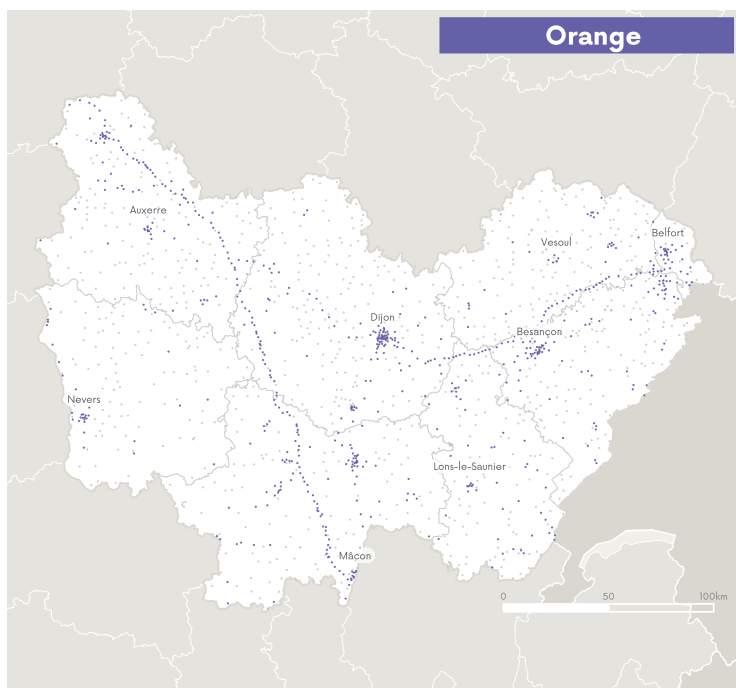 Orange
Auxerre
Belfort
Vesoul
Dijon
Besançon
Nevers
Lons-le-Saunier
Mâcon
0 50 100km